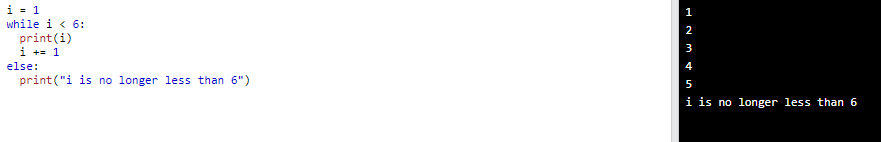 i = 1
while i < 6:
  print(i)
  i += 1
else:
  print("i is no longer less than 6")
1
2
3
4
5
i is no longer less than 6